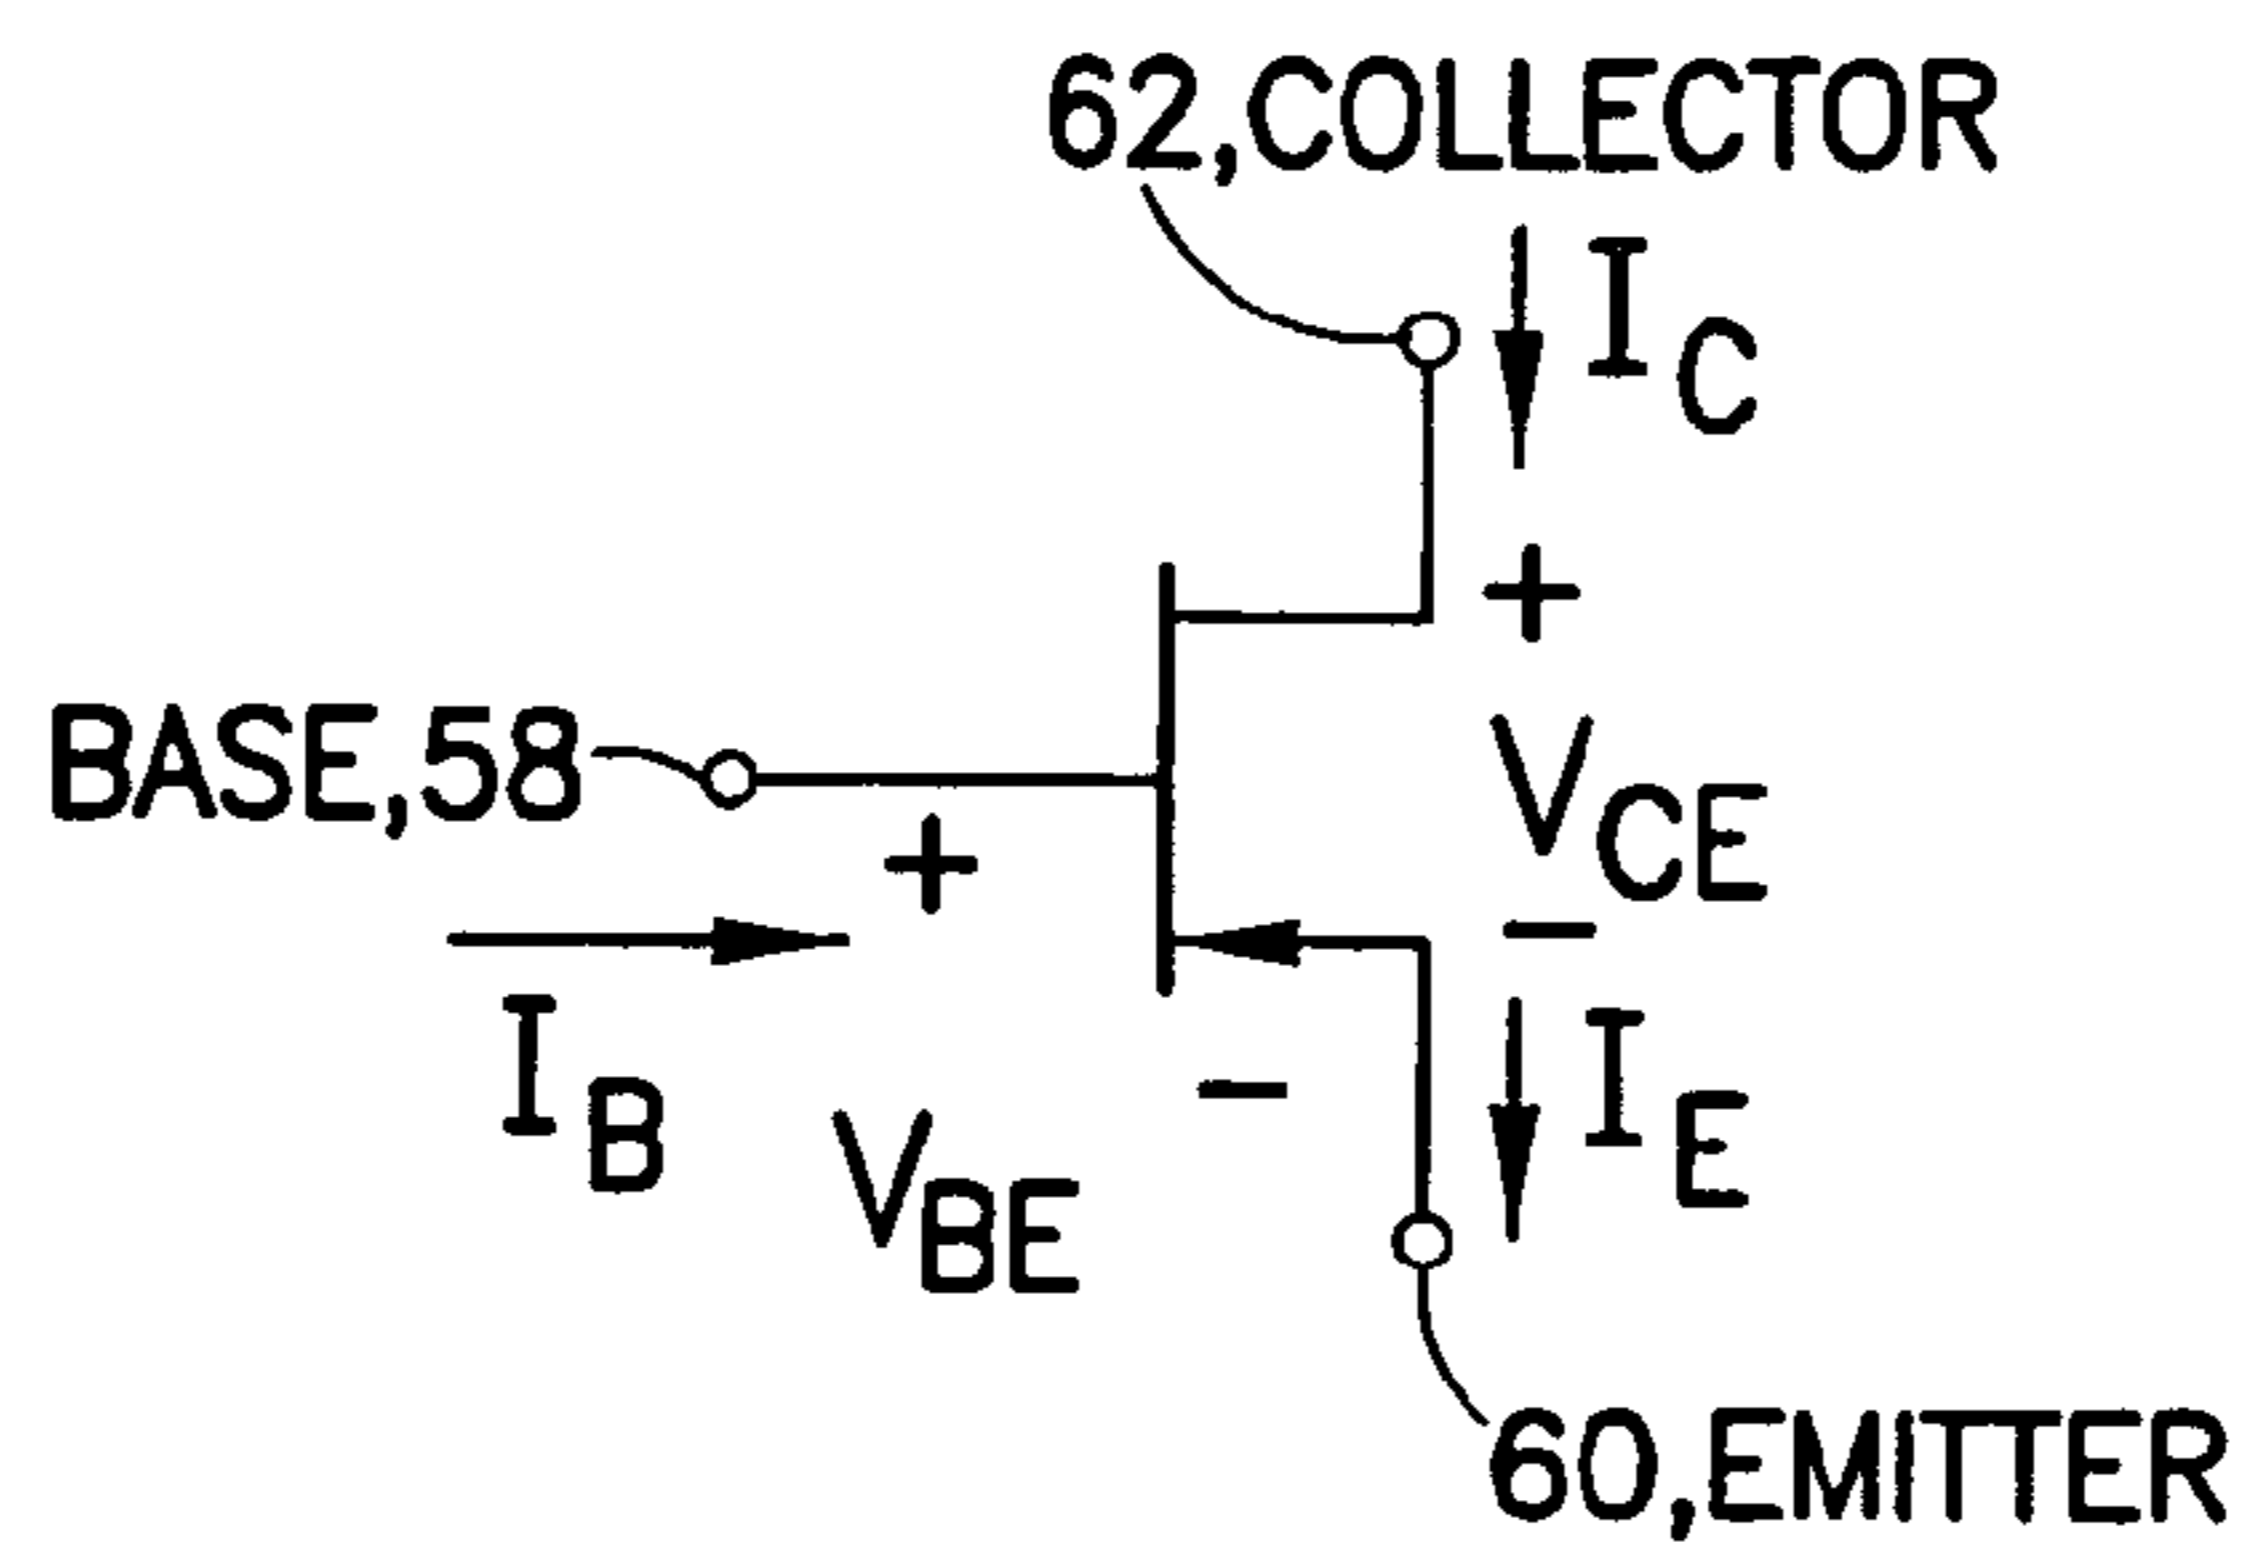 62,COLLECTOR
I C
+
BASE,58
V CE
+
−
I B
I E
−
V BE
60,EMITTER